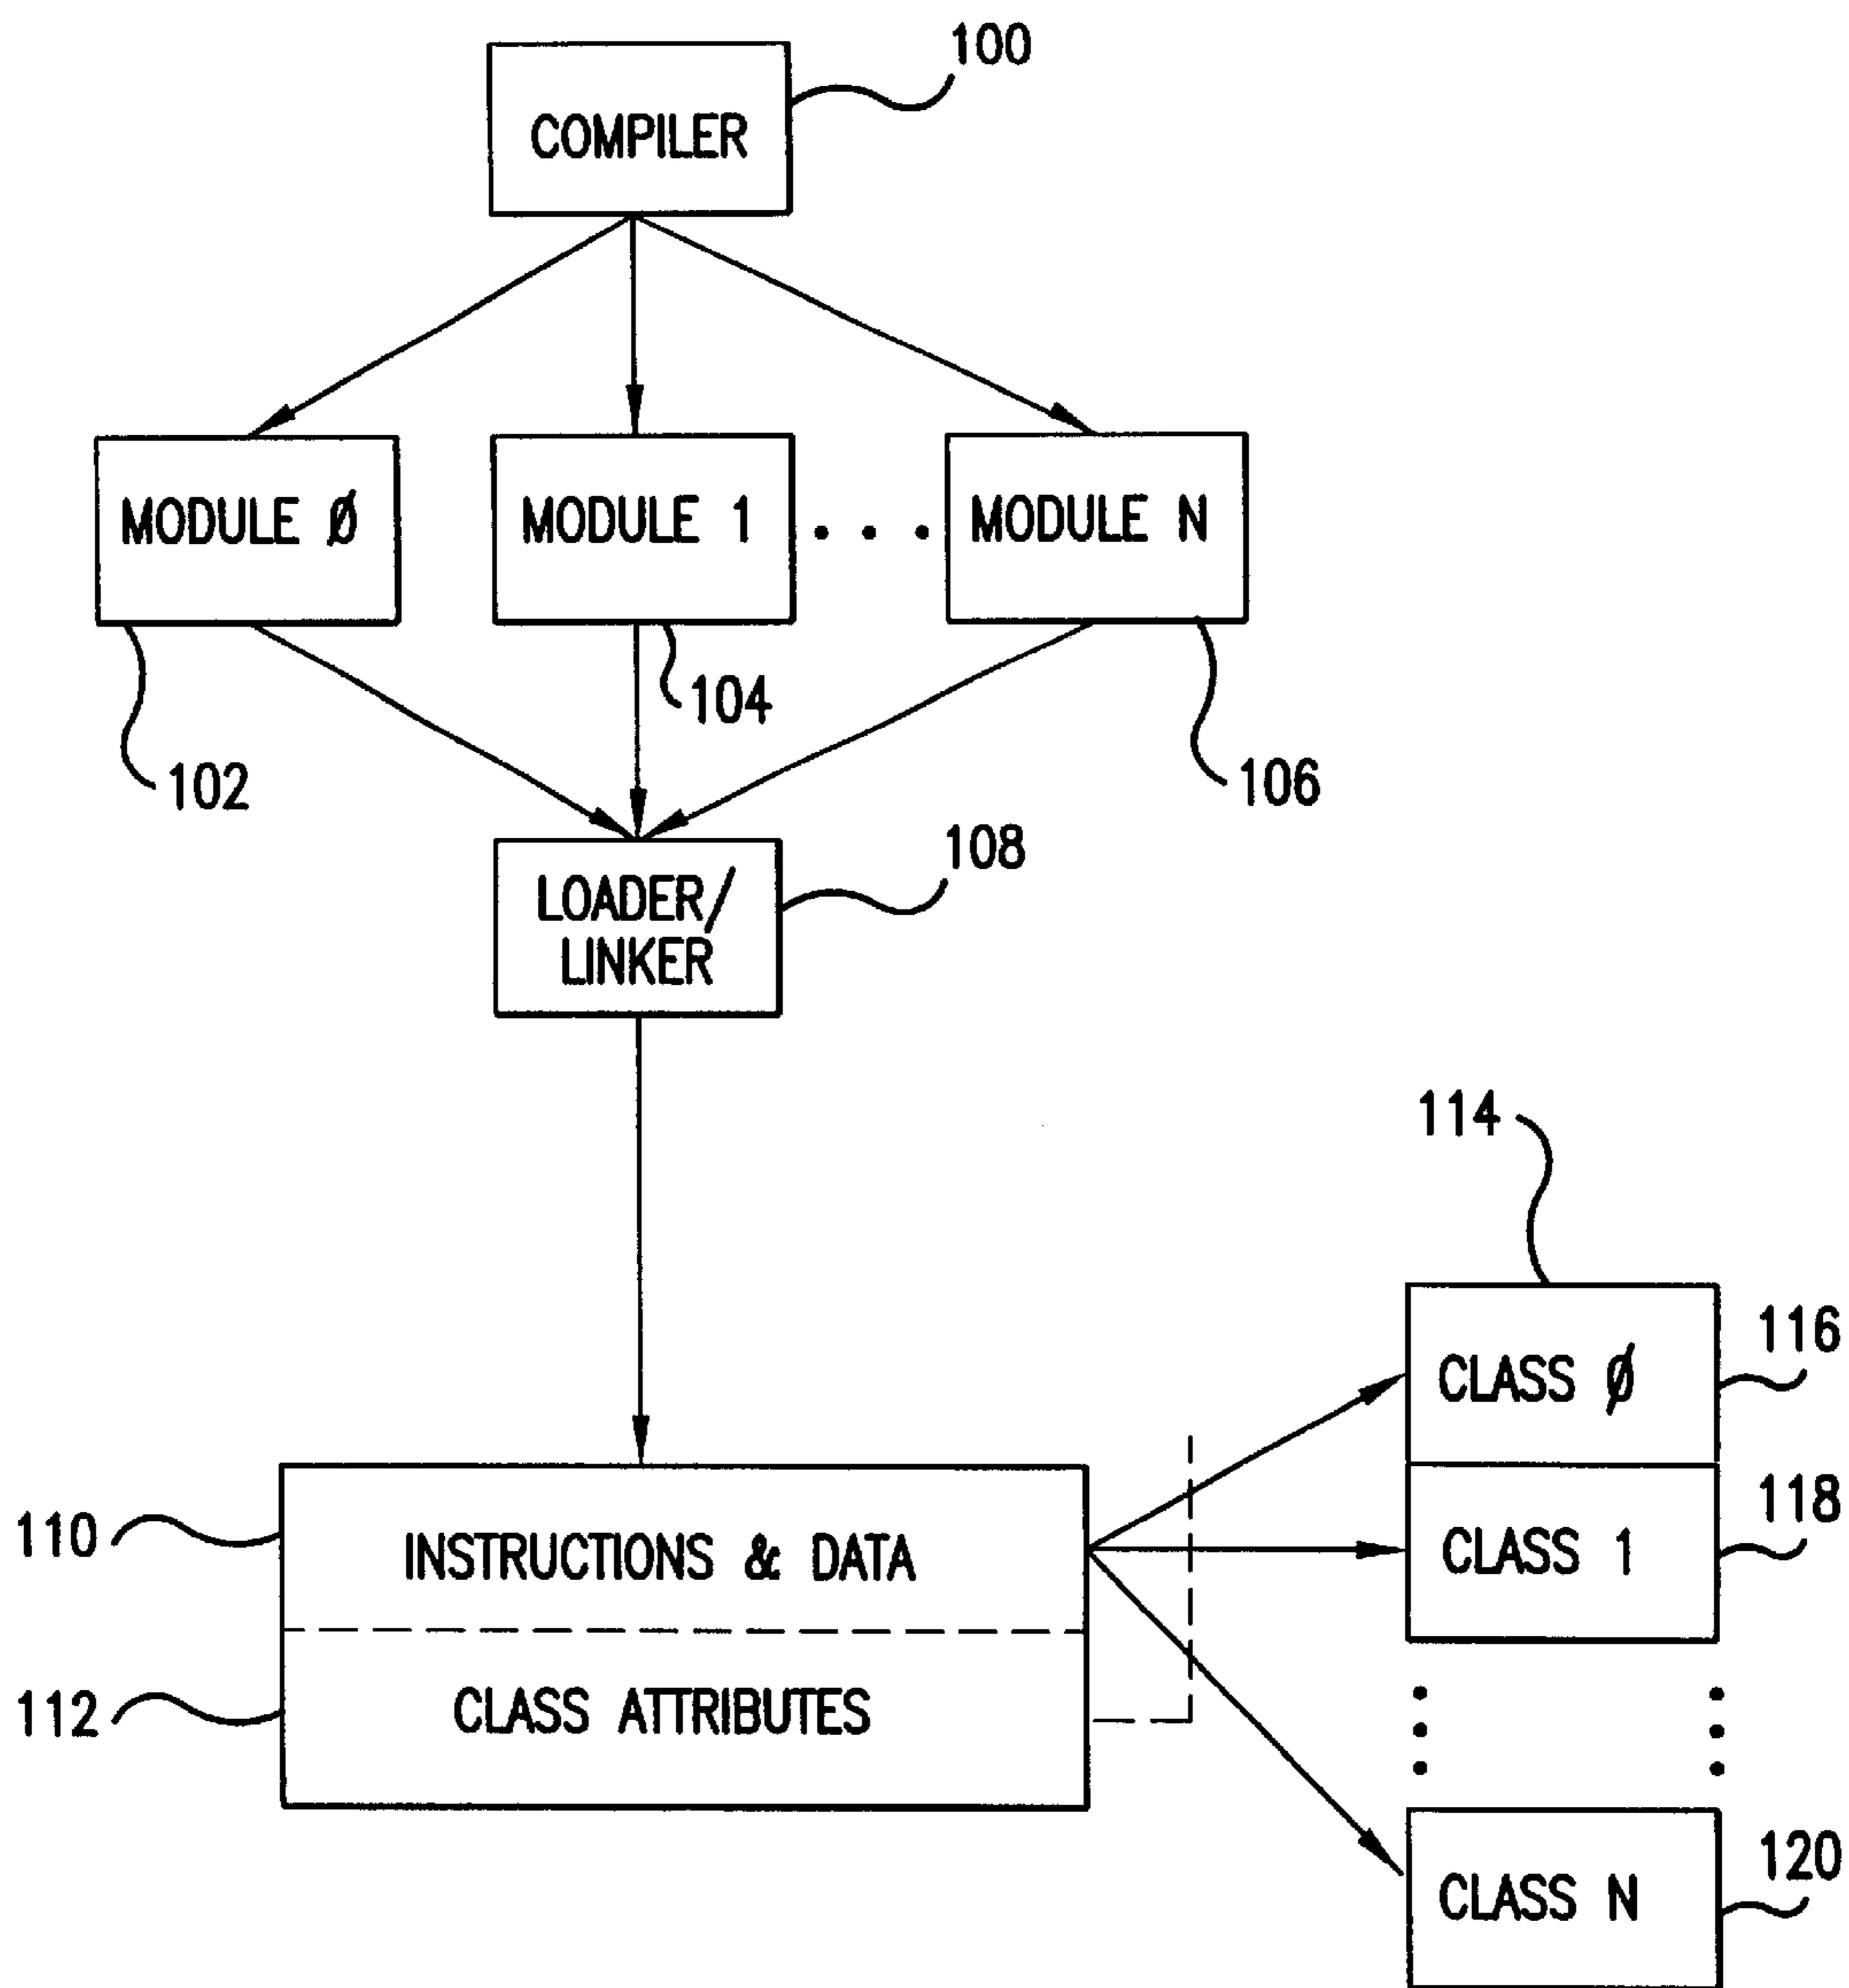 100
COMPILER
MODULE Ø
MODULE 1
. . .
MODULE N
104
102
106
108
LOADER/
LINKER
114
116
CLASS Ø
118
110
INSTRUCTIONS & DATA
CLASS 1
112
CLASS ATTRIBUTES
120
CLASS N